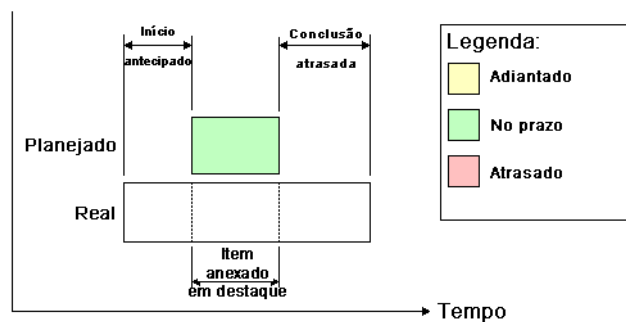 Início
antecipado
Conclusão
atrasada
Planejado
Real
Item
anexado
em destaque
Tempo
Legenda:
Adiantado
No prazo
Atrasado